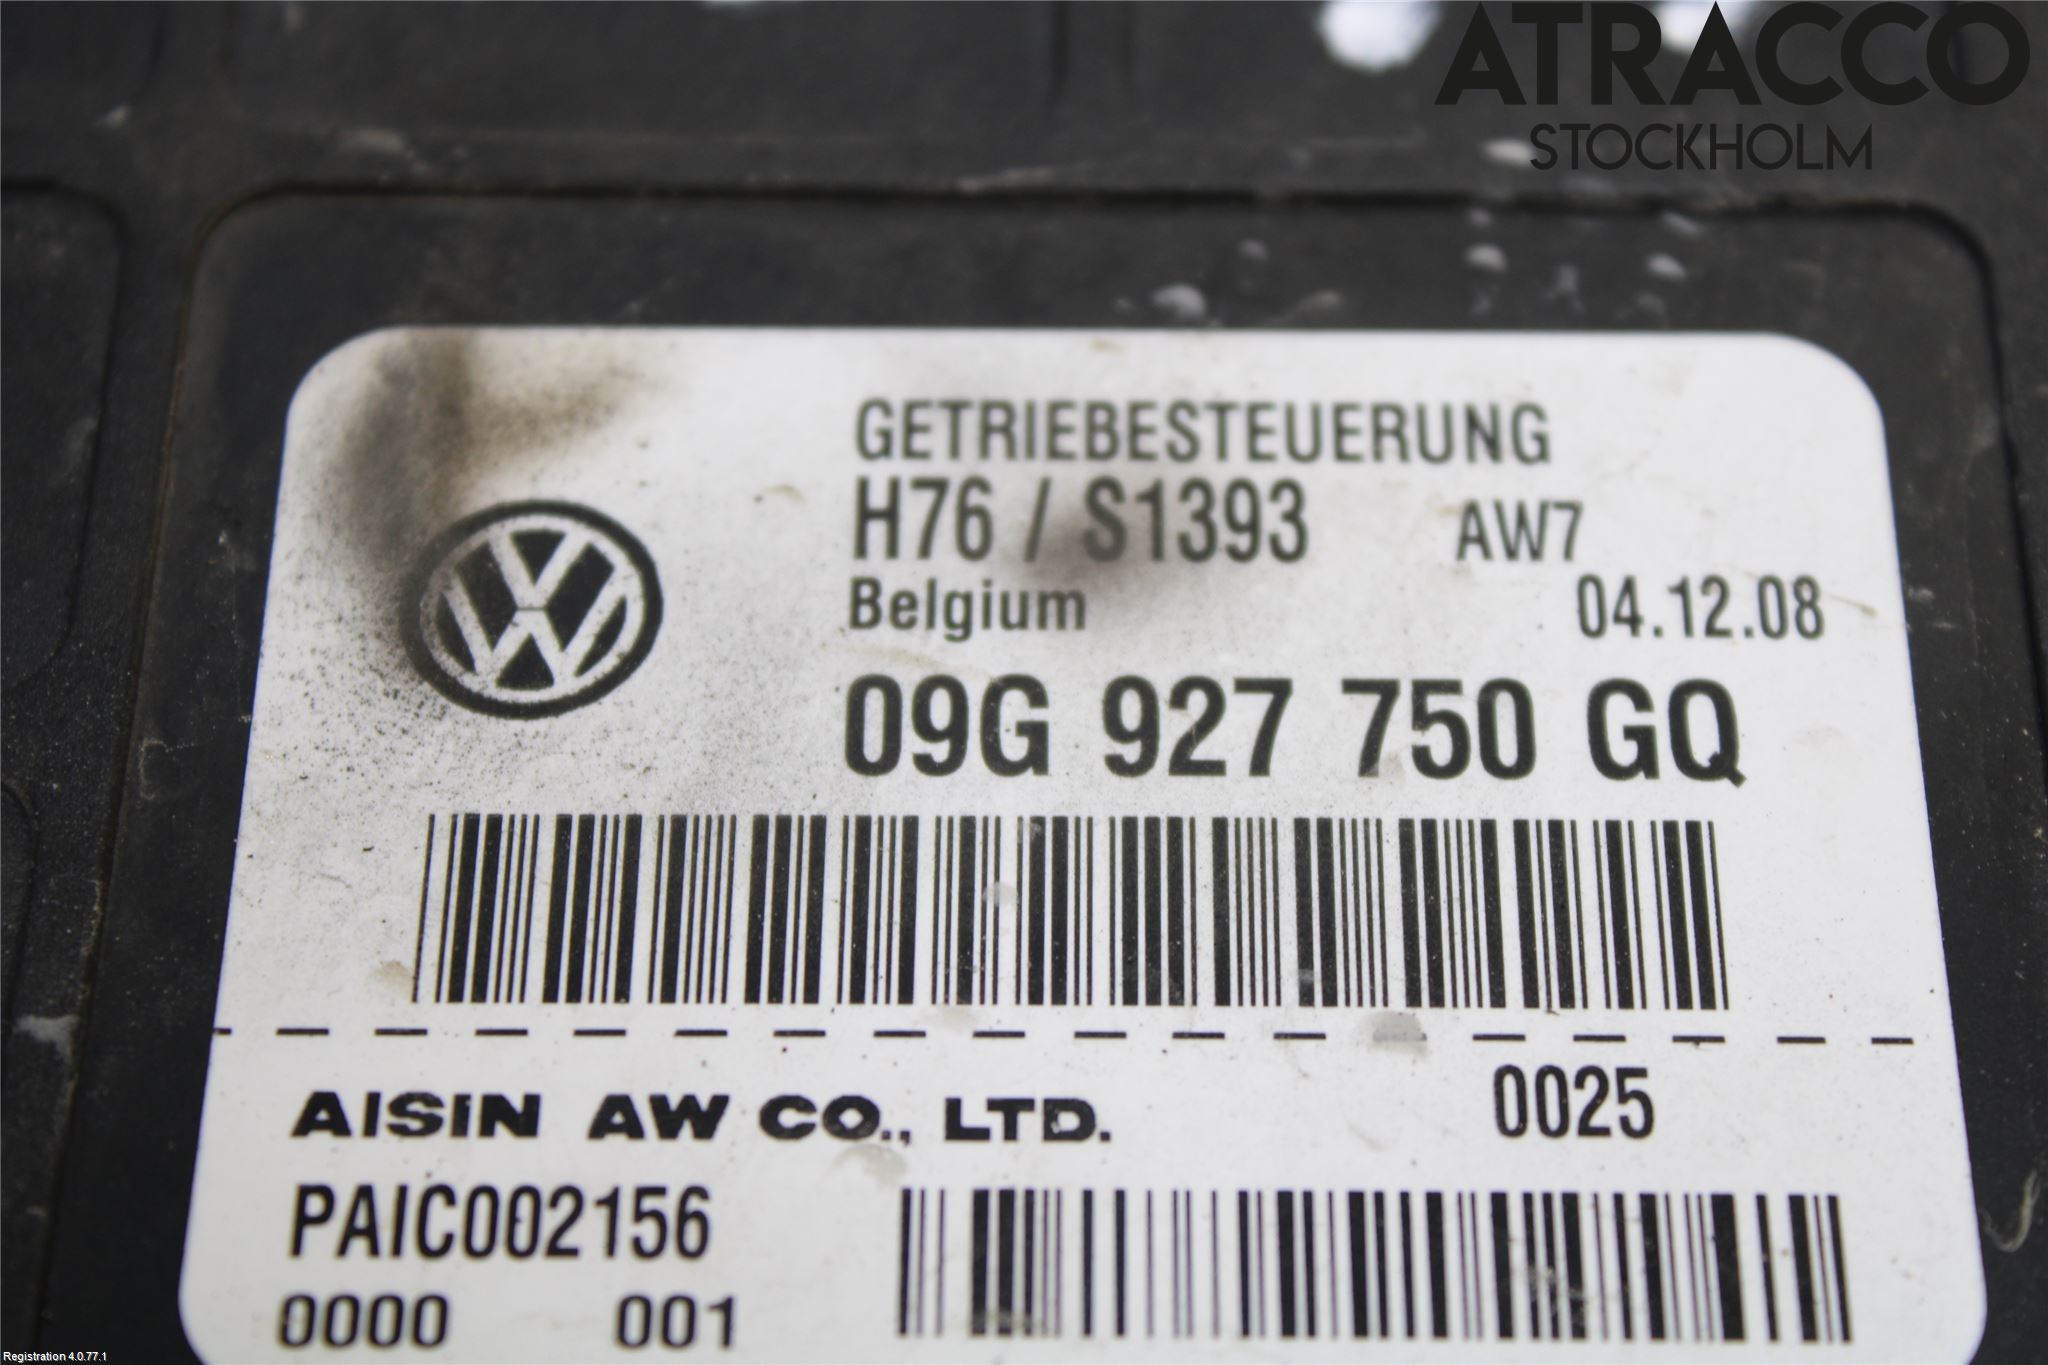 ATRACCO
STOCKHOLM
GETRIEBESTEUERUNG
H76 / S1393 AW7
Belgium 04.12.08
09G 927 750 GQ
AISIN AW CO., LTD. 0025
PAIC002156
0000 001
Registration 4.0.77.1